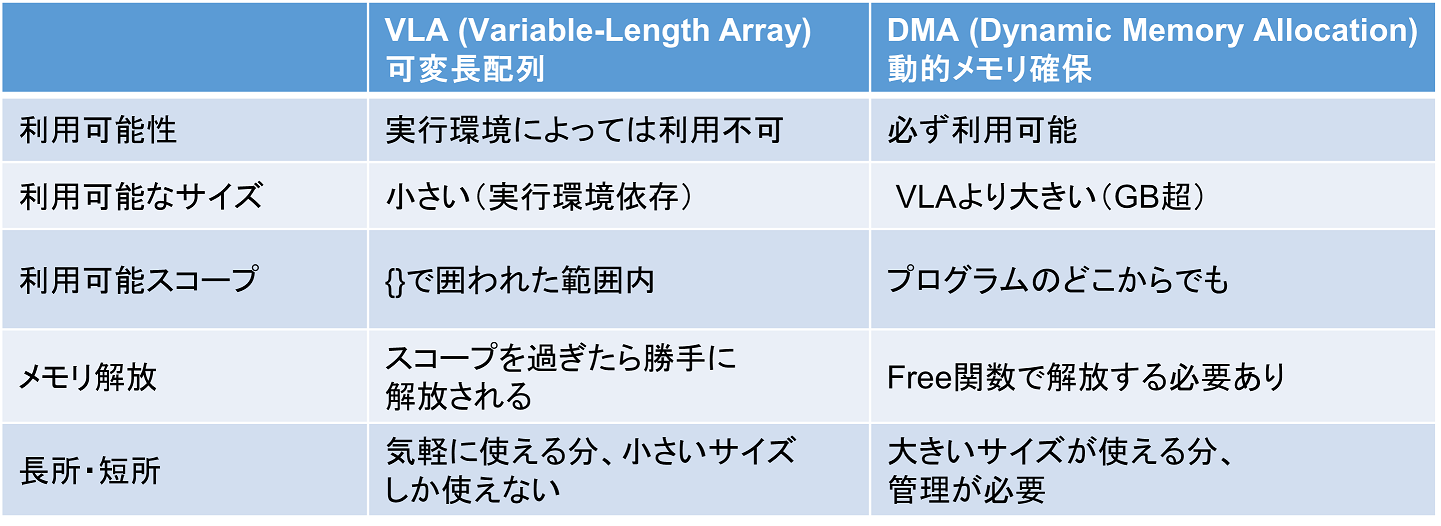 VLA (Variable-Length Array)
可変長配列
DMA (Dynamic Memory Allocation)
動的メモリ確保
利用可能性
実行環境によっては利用不可
必ず利用可能
利用可能なサイズ
小さい（実行環境依存）
VLAより大きい（GB超）
利用可能スコープ
{}で囲われた範囲内
プログラムのどこからでも
メモリ解放
スコープを過ぎたら勝手に
解放される
Free関数で解放する必要あり
長所・短所
気軽に使える分、小さいサイズ
しか使えない
大きいサイズが使える分、
管理が必要